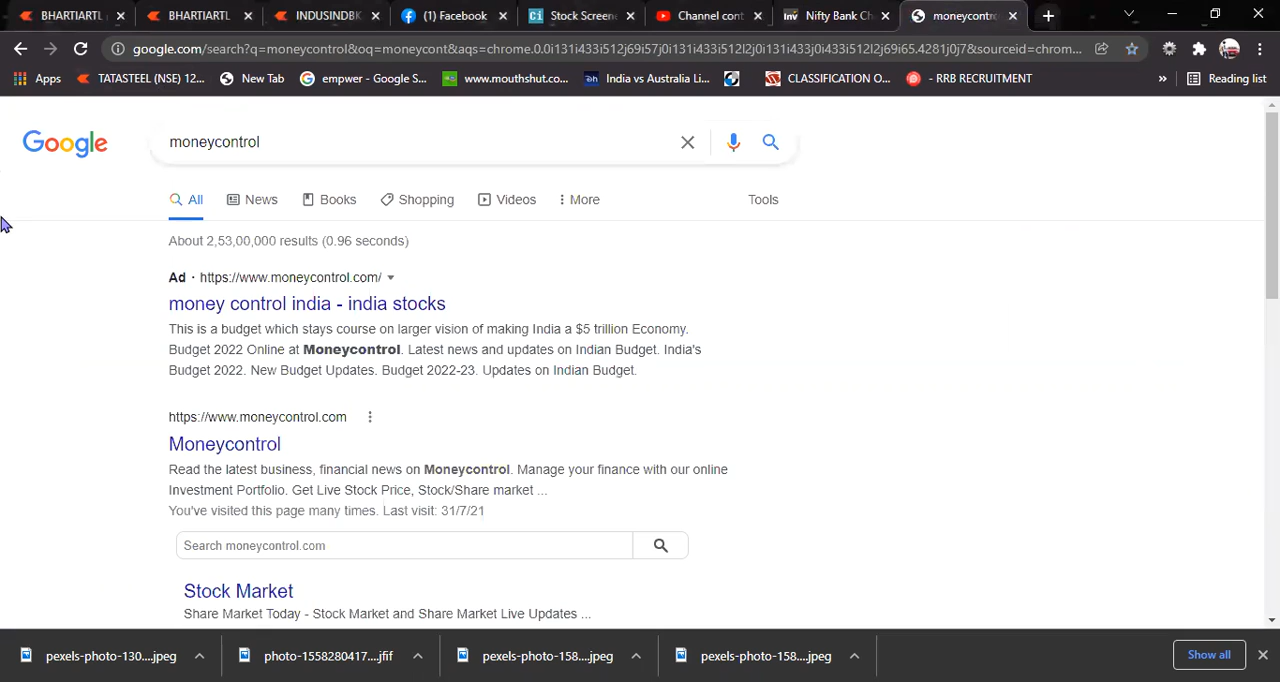 BHARTIARTL
BHARTIARTL
INDUSINDBK
(1) Facebook
Stock Screene
Channel cont
Nifty Bank Ch
moneycontro
google.com/search?q=moneycontrol&oq=moneycont&aqs=chrome.0.0i131i433i512j69i57j0i131i433i512l2j0i131i433j0i433i512l2j69i65.4281j0j7&sourceid=chrom...
Apps
TATASTEEL (NSE) 12...
New Tab
empwer - Google S...
www.mouthshut.co...
India vs Australia Li...
CLASSIFICATION O...
- RRB RECRUITMENT
»
Reading list
Google
moneycontrol
All
News
Books
Shopping
Videos
More
Tools
About 2,53,00,000 results (0.96 seconds)
Ad · https://www.moneycontrol.com/
money control india - india stocks
This is a budget which stays course on larger vision of making India a $5 trillion Economy.
Budget 2022 Online at Moneycontrol. Latest news and updates on Indian Budget. India's
Budget 2022. New Budget Updates. Budget 2022-23. Updates on Indian Budget.
https://www.moneycontrol.com
Moneycontrol
Read the latest business, financial news on Moneycontrol. Manage your finance with our online
Investment Portfolio. Get Live Stock Price, Stock/Share market ...
You've visited this page many times. Last visit: 31/7/21
Search moneycontrol.com
Stock Market
Share Market Today - Stock Market and Share Market Live Updates ...
pexels-photo-130....jpeg
photo-1558280417....jfif
pexels-photo-158....jpeg
pexels-photo-158....jpeg
Show all